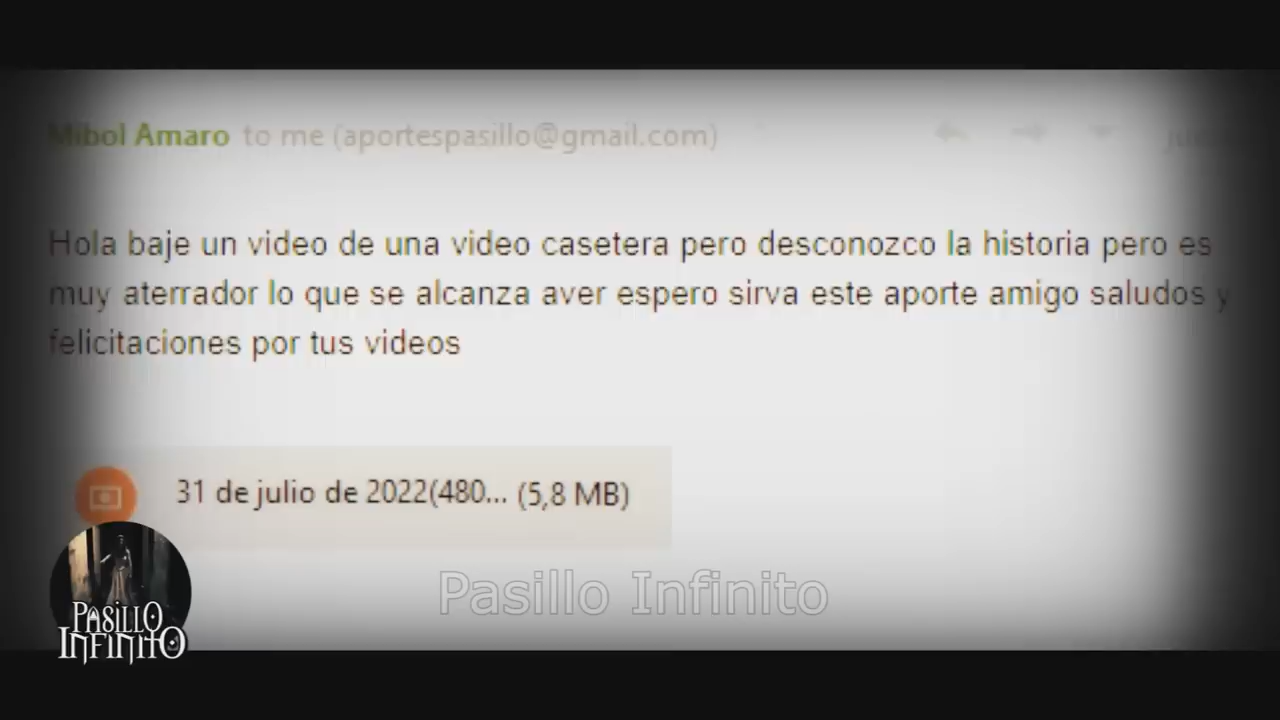 Mibol Amaro to me (aportespasillo@gmail.com)
Hola baje un video de una video casetera pero desconozco la historia pero es
muy aterrador lo que se alcanza aver espero sirva este aporte amigo saludos y
felicitaciones por tus videos
31 de julio de 2022(480... (5,8 MB)
Pasillo Infinito
PASILLO
INFINITO